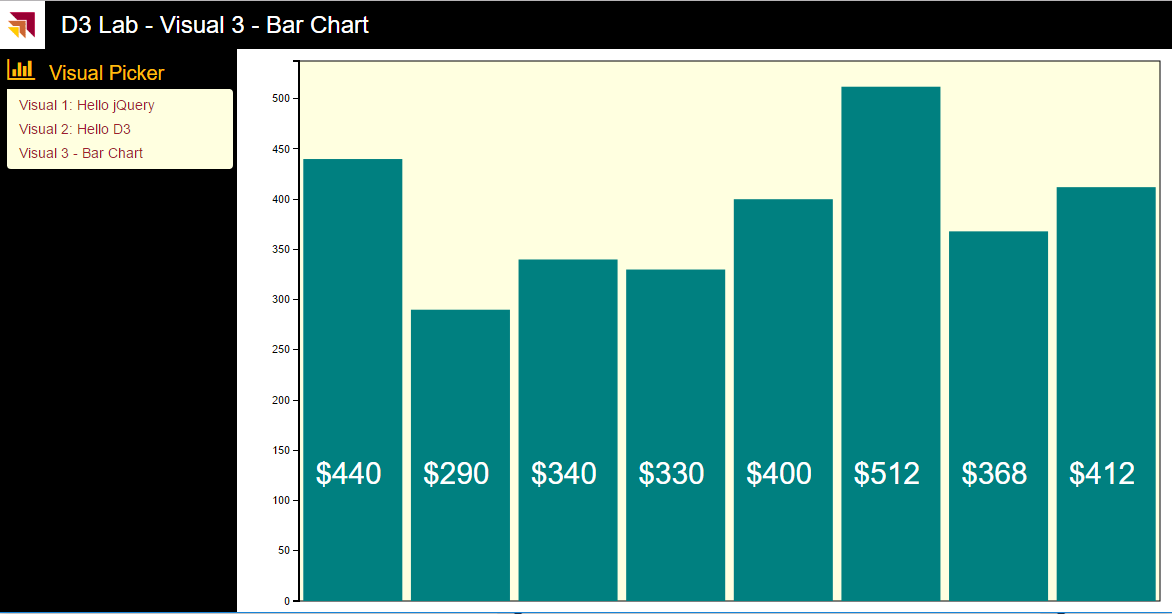 D3 Lab - Visual 3 - Bar Chart
Visual Picker
Visual 1: Hello jQuery
Visual 2: Hello D3
Visual 3 - Bar Chart
500
450
400
350
300
250
200
150
100
50
0
$440 $290 $340 $330 $400 $512 $368 $412